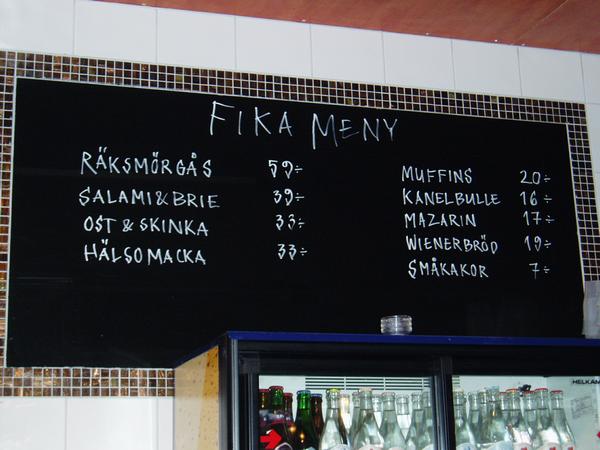 FIKA MENY
RÄKSMÖRGÅS 59÷
SALAMI & BRIE 39÷
OST & SKINKA 33÷
HÄLSOMACKA 33÷
MUFFINS 20÷
KANELBULLE 16÷
MAZARIN 17÷
WIENERBRÖD 19÷
SMÅKAKOR 7÷